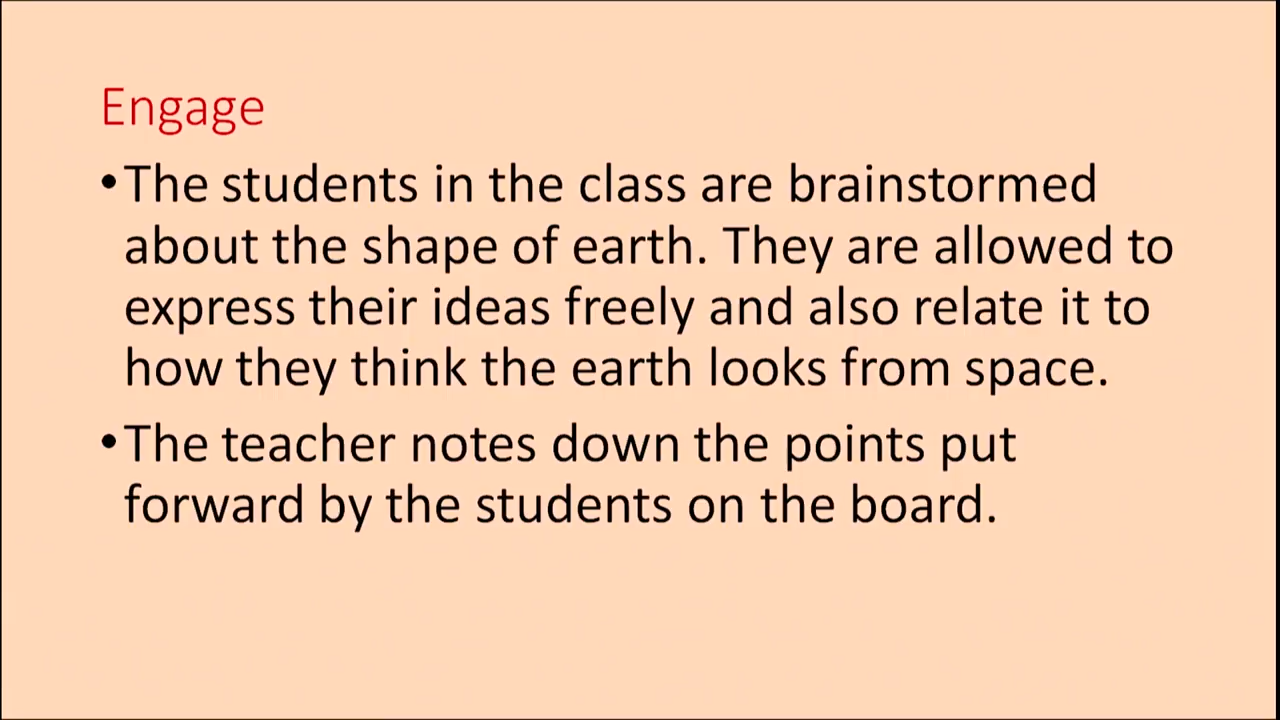 Engage
•The students in the class are brainstormed
about the shape of earth. They are allowed to
express their ideas freely and also relate it to
how they think the earth looks from space.
•The teacher notes down the points put
forward by the students on the board.